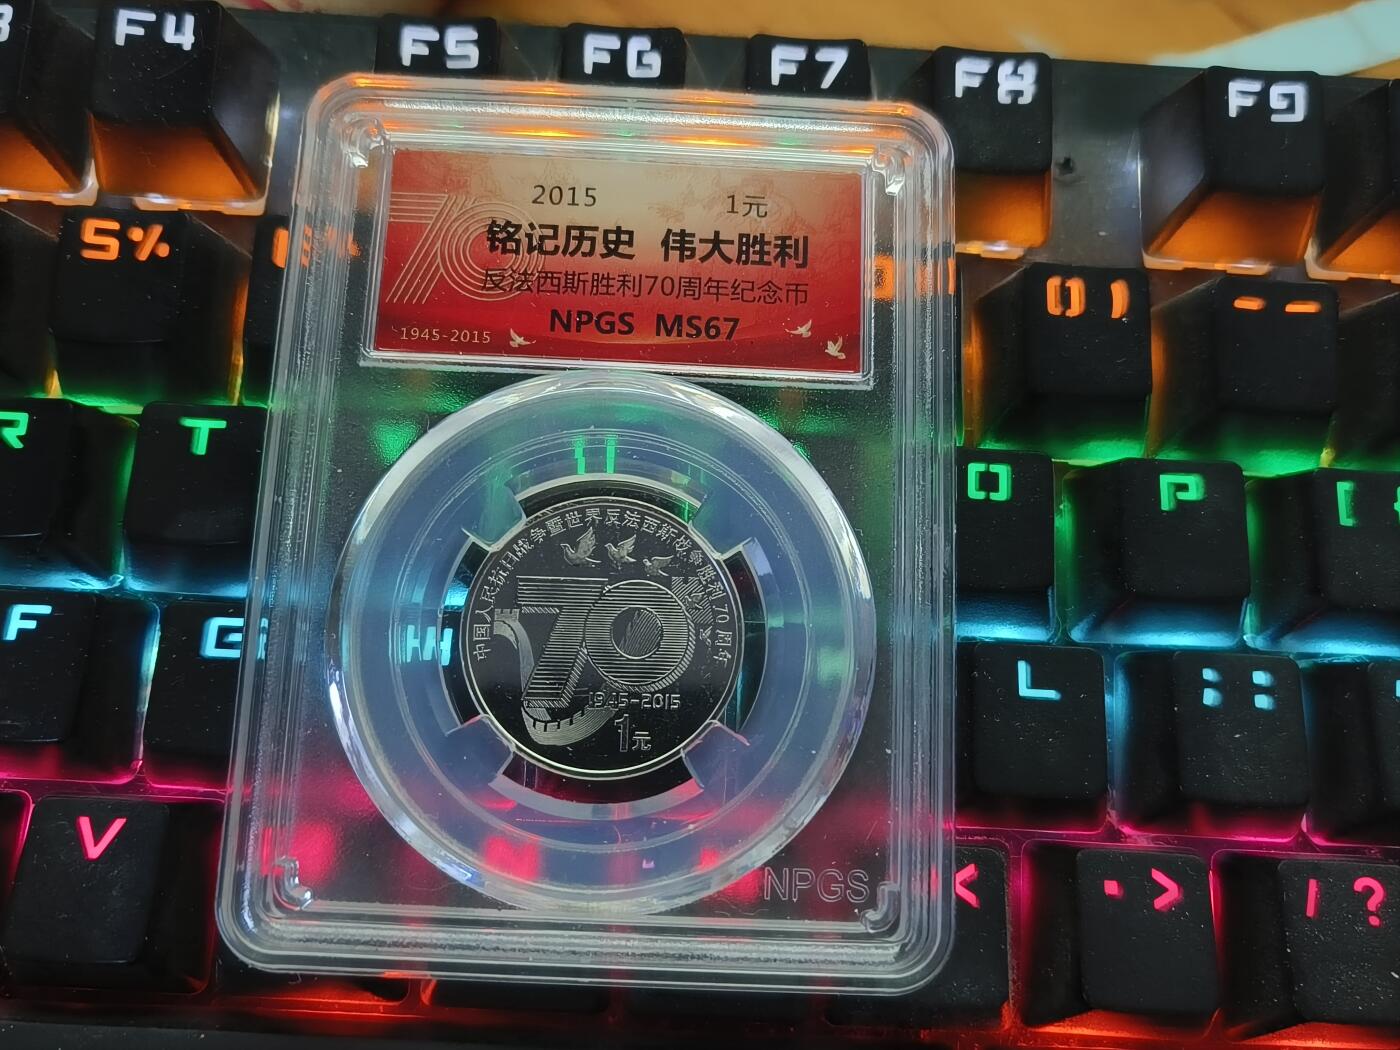 F4
F5
F6
F7
F8
F9
5%
2015 1元
铭记历史 伟大胜利
反法西斯胜利70周年纪念币
NPGS MS67
1945-2015
70
0)
R
T
O
P
[
中国人民抗日战争暨世界反法西斯战争胜利70周年
70
1945-2015
1元
F
G
H
L
V
NPGS
<
. >
/ ?